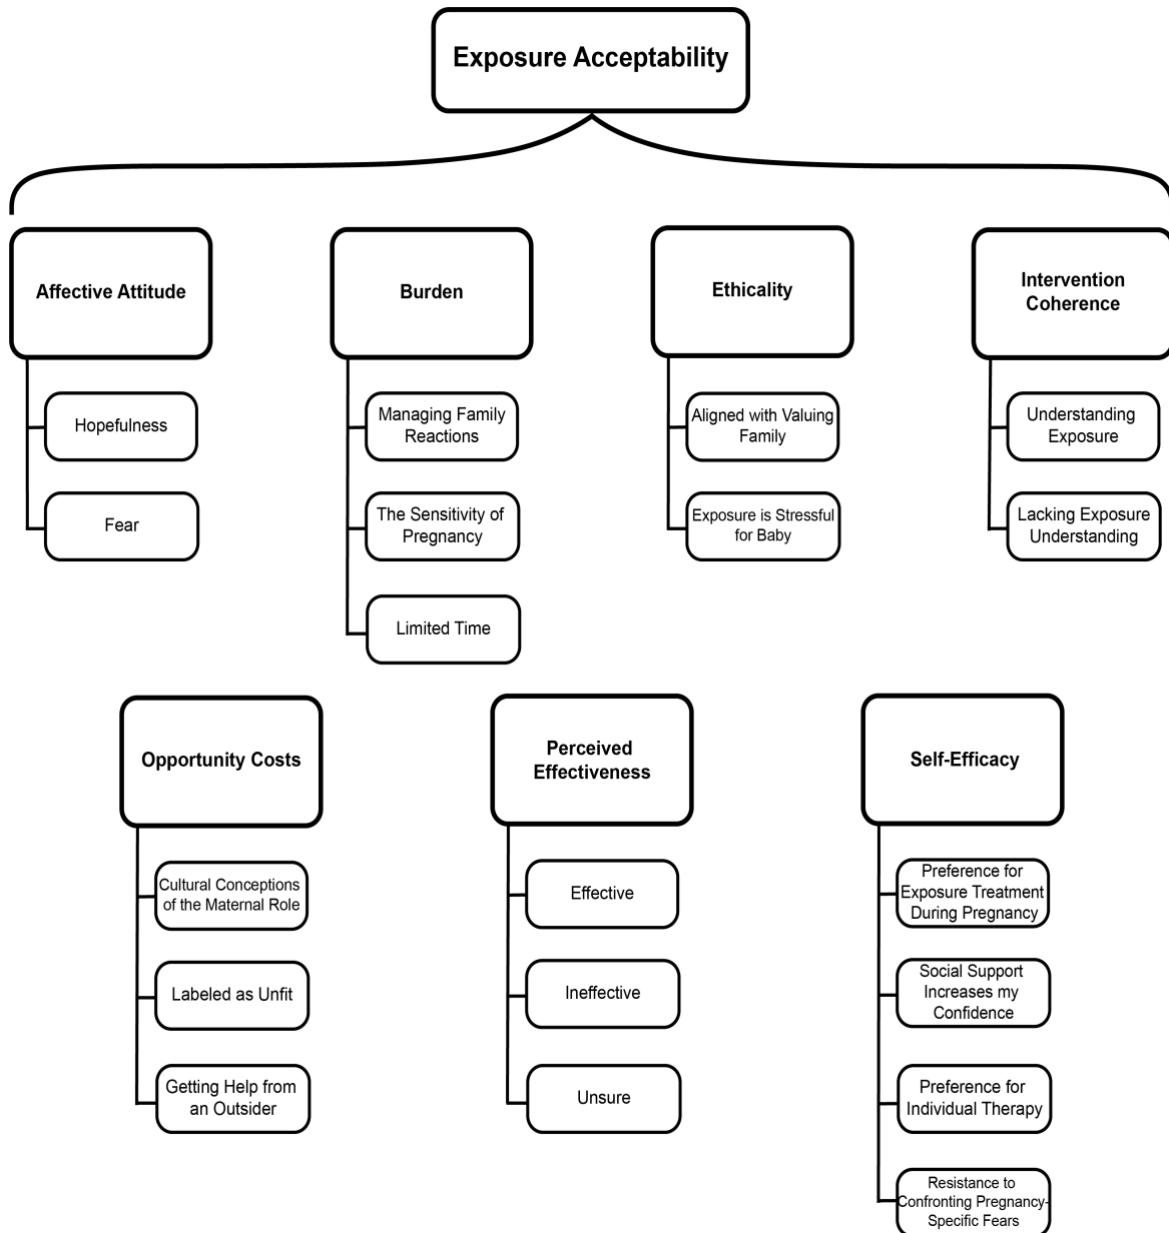 Exposure Acceptability
Affective Attitude
Hopefulness
Fear
Burden
Managing Family
Reactions
The Sensitivity of
Pregnancy
Limited Time
Ethicality
Aligned with Valuing
Family
Exposure is Stressful
for Baby
Intervention
Coherence
Understanding
Exposure
Lacking Exposure
Understanding
Opportunity Costs
Cultural Conceptions
of the Maternal Role
Labeled as Unfit
Getting Help from
an Outsider
Perceived
Effectiveness
Effective
Ineffective
Unsure
Self-Efficacy
Preference for
Exposure Treatment
During Pregnancy
Social Support
Increases my
Confidence
Preference for
Individual Therapy
Resistance to
Confronting Pregnancy-
Specific Fears